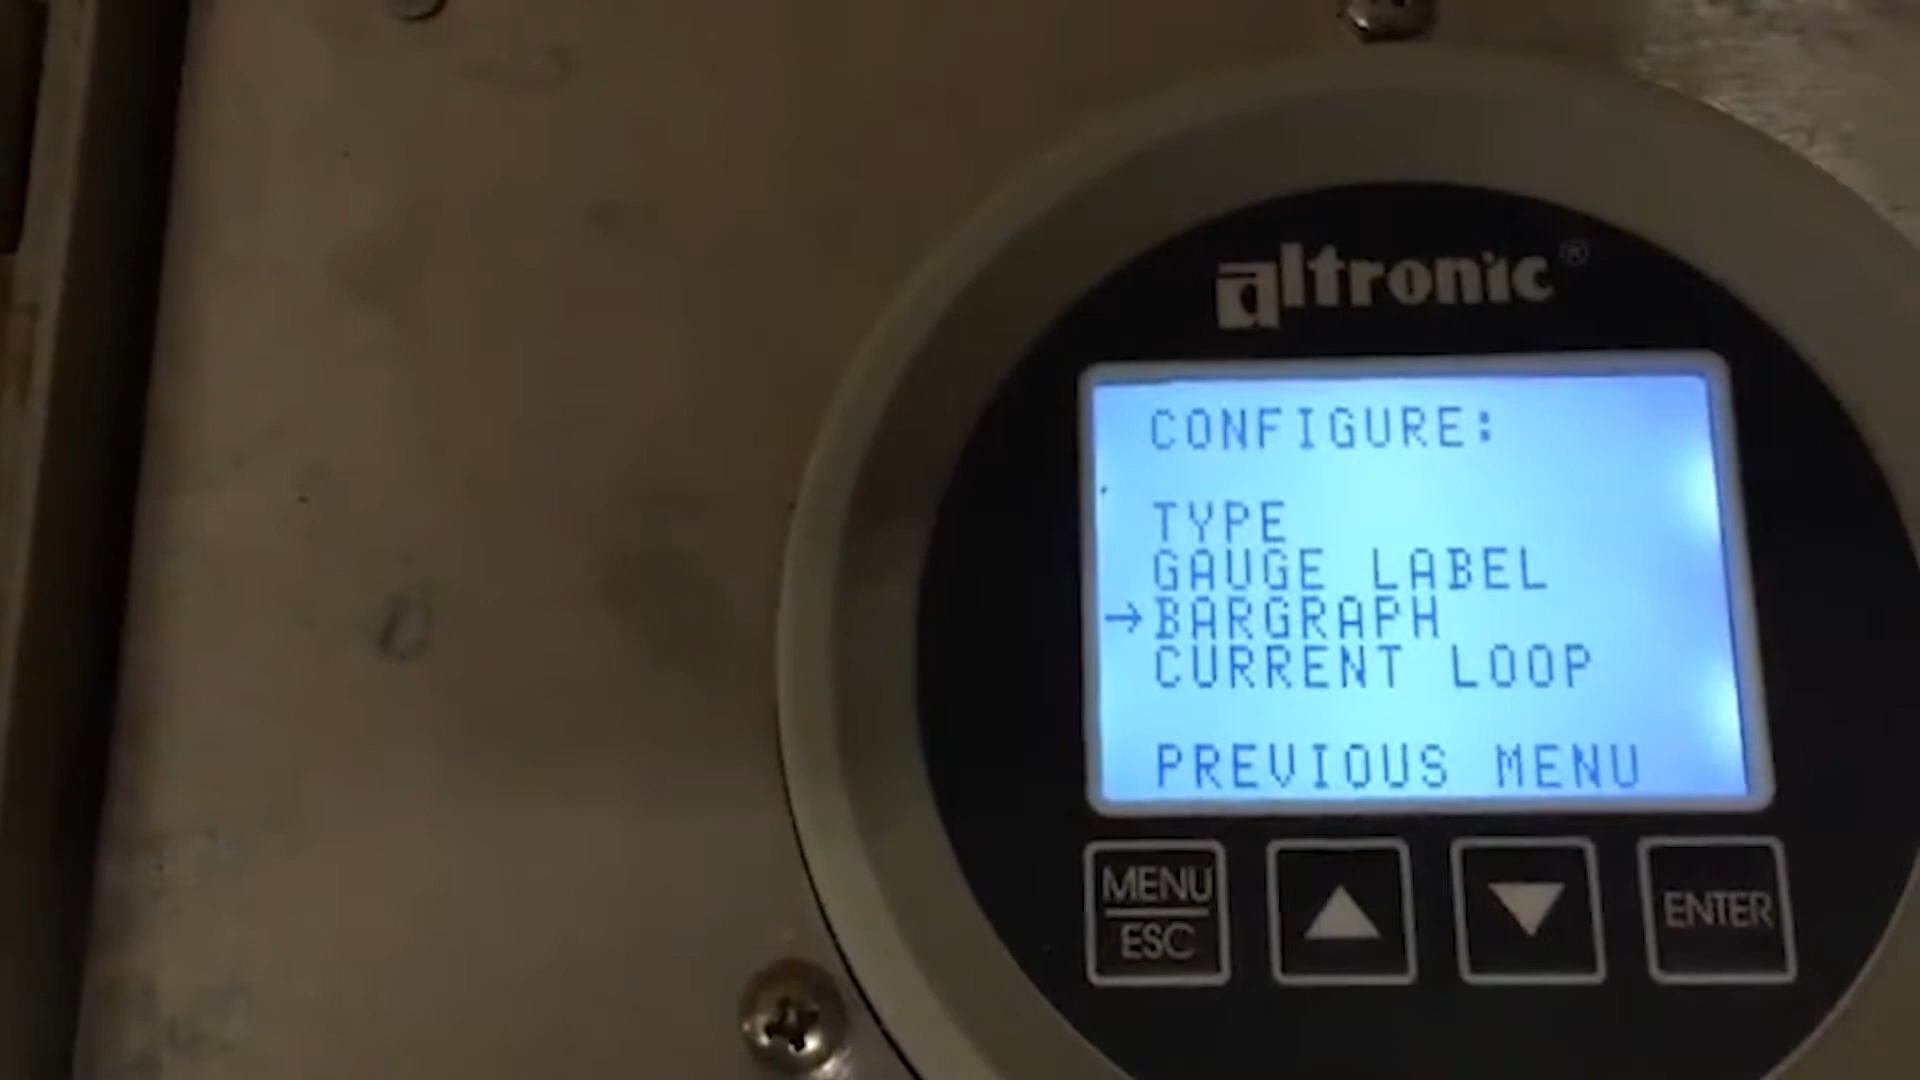 altronic®
CONFIGURE:
TYPE
GAUGE LABEL
→BARGRAPH
CURRENT LOOP
PREVIOUS MENU
MENU
ESC
ENTER